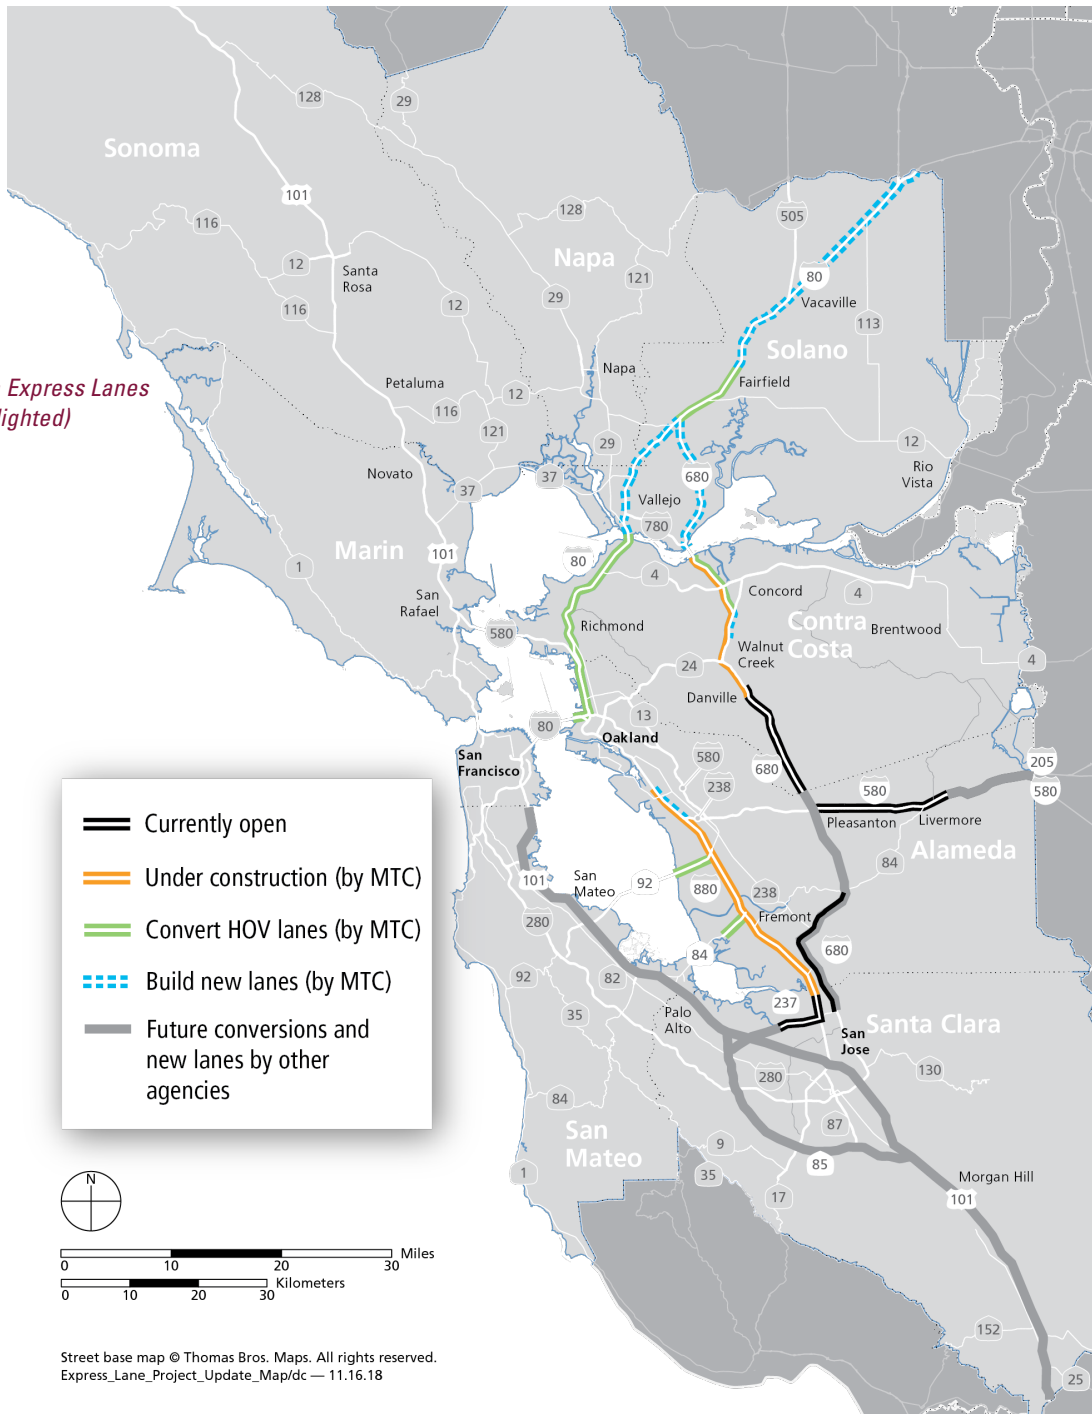 128
29
Sonoma
101
116
128
505
12
Santa
Rosa
Napa
121
80
116
12
29
Vacaville
113
Solano
Petaluma
Napa
Fairfield
Express Lanes
lighted)
116
12
121
29
12
Novato
37
37
680
Rio
Vista
Vallejo
780
Marin
101
80
1
4
Concord
4
San
Rafael
Contra
Costa
580
Richmond
Brentwood
Walnut
Creek
24
4
Danville
13
80
Oakland
San
Francisco
580
680
205
238
580
580
Pleasanton
Livermore
Alameda
84
Currently open
Under construction (by MTC)
Convert HOV lanes (by MTC)
Build new lanes (by MTC)
Future conversions and
new lanes by other
agencies
101
San
Mateo
92
880
238
280
Fremont
84
680
92
82
237
35
Palo
Alto
San
Jose
Santa Clara
280
130
84
87
San
Mateo
9
85
1
35
17
Morgan Hill
101
N
Miles
0
10
20
30
Kilometers
0
10
20
30
152
25
Street base map © Thomas Bros. Maps. All rights reserved.
Express_Lane_Project_Update_Map/dc — 11.16.18